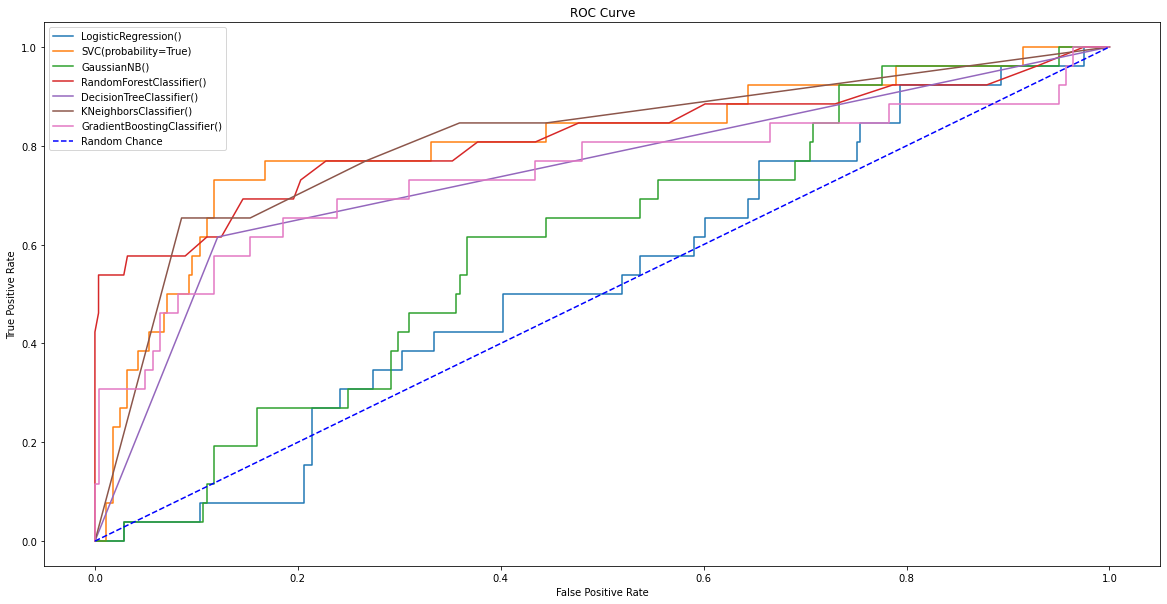 ROC Curve
LogisticRegression()
SVC(probability=True)
GaussianNB()
RandomForestClassifier()
DecisionTreeClassifier()
KNeighborsClassifier()
GradientBoostingClassifier()
Random Chance
True Positive Rate
1.0
0.8
0.6
0.4
0.2
0.0
0.0 0.2 0.4 0.6 0.8 1.0
False Positive Rate